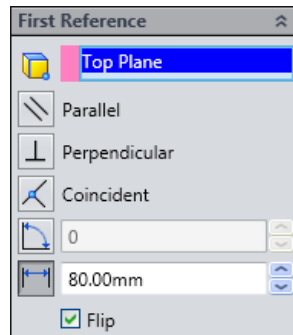 First Reference
Top Plane
Parallel
Perpendicular
Coincident
0
80.00mm
Flip